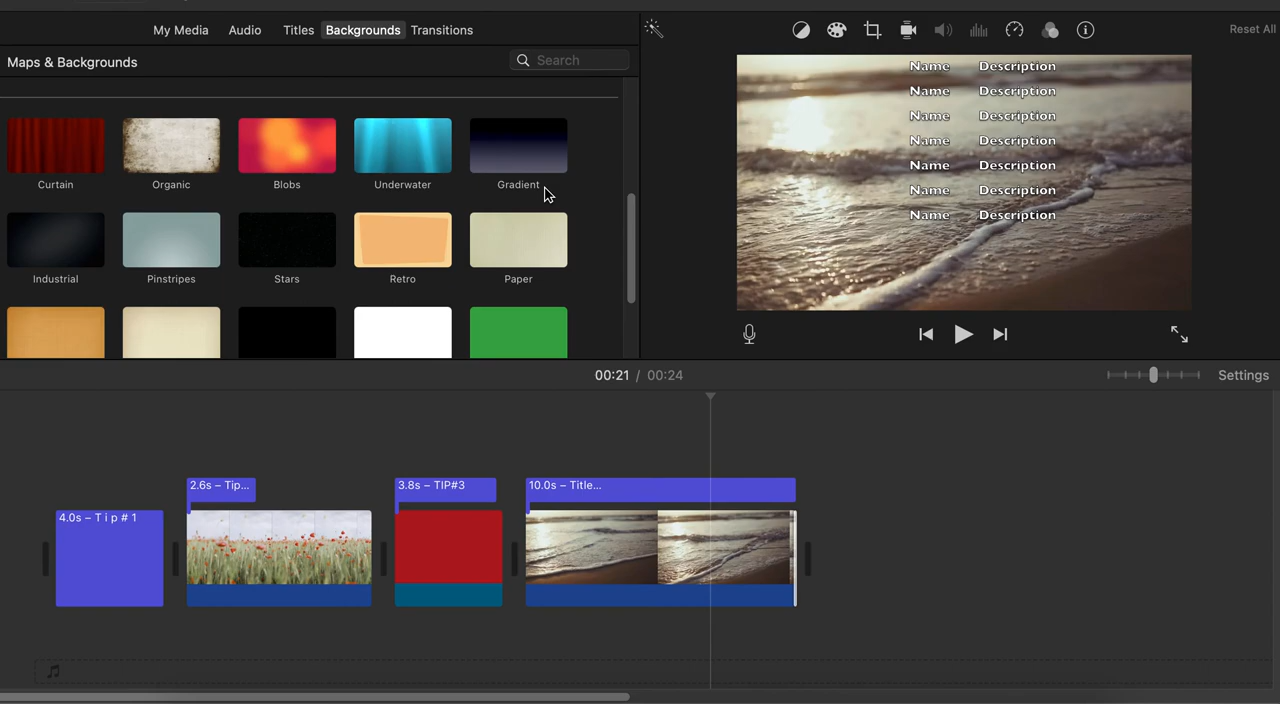 My Media Audio Titles Backgrounds Transitions
Reset All
Maps & Backgrounds
Search
Curtain Organic Blobs Underwater Gradient
Industrial Pinstripes Stars Retro Paper
Name Description
Name Description
Name Description
Name Description
Name Description
Name Description
Name Description
00:21 / 00:24
Settings
2.6s – Tip...
3.8s – TIP#3
10.0s – Title...
4.0s – T i p # 1